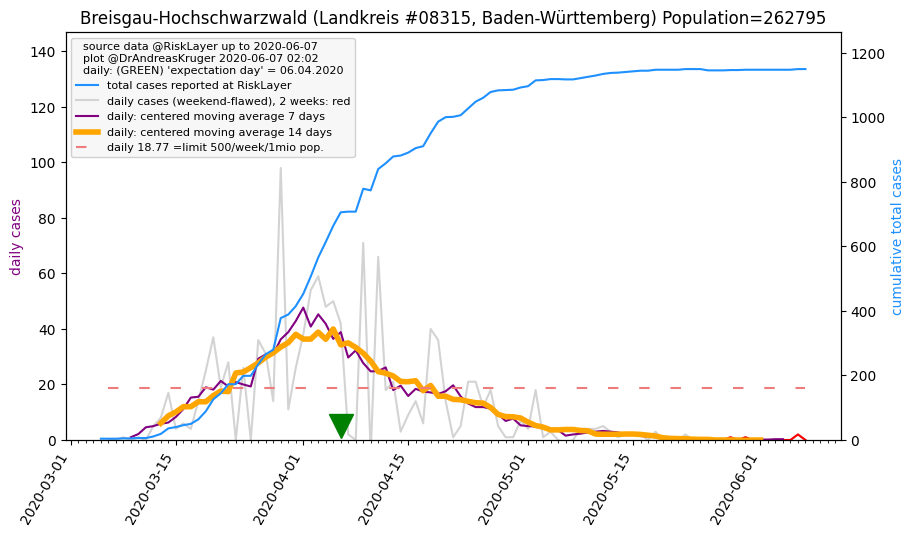 Breisgau-Hochschwarzwald (Landkreis #08315, Baden-Württemberg) Population=262795
source data @RiskLayer up to 2020-06-07
plot @DrAndreasKruger 2020-06-07 02:02
daily: (GREEN) 'expectation day' = 06.04.2020
total cases reported at RiskLayer
daily cases (weekend-flawed), 2 weeks: red
daily: centered moving average 7 days
daily: centered moving average 14 days
daily 18.77 =limit 500/week/1mio pop.
daily cases
140
120
100
80
60
40
20
0
cumulative total cases
1200
1000
800
600
400
200
0
2020-03-01
2020-03-15
2020-04-01
2020-04-15
2020-05-01
2020-05-15
2020-06-01